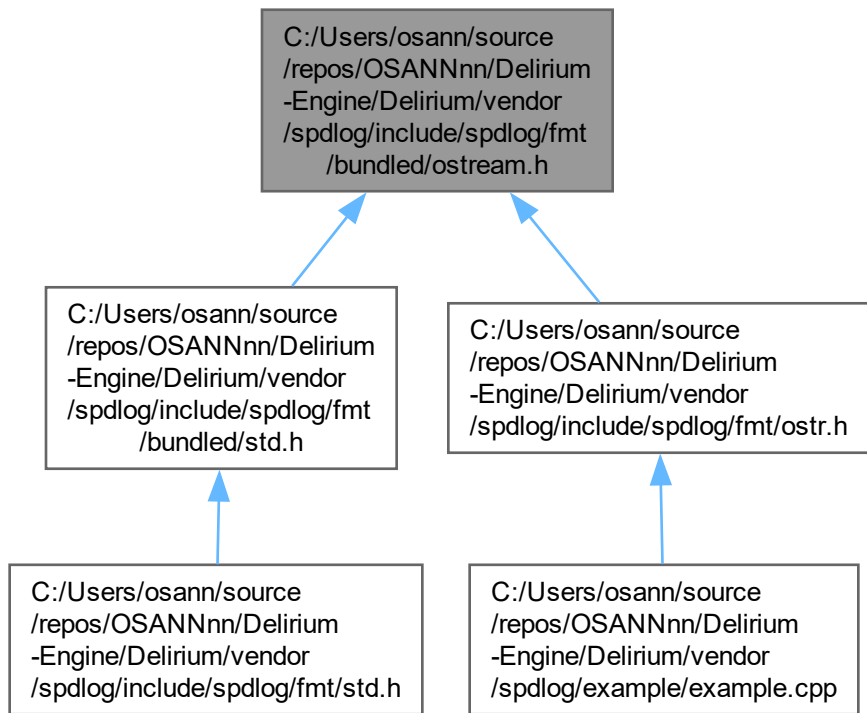 C:/Users/osann/source
/repos/OSANNnn/Delirium
-Engine/Delirium/vendor
/spdlog/include/spdlog/fmt
/bundled/ostream.h
C:/Users/osann/source
/repos/OSANNnn/Delirium
-Engine/Delirium/vendor
/spdlog/include/spdlog/fmt
/bundled/std.h
C:/Users/osann/source
/repos/OSANNnn/Delirium
-Engine/Delirium/vendor
/spdlog/include/spdlog/fmt/ostr.h
C:/Users/osann/source
/repos/OSANNnn/Delirium
-Engine/Delirium/vendor
/spdlog/include/spdlog/fmt/std.h
C:/Users/osann/source
/repos/OSANNnn/Delirium
-Engine/Delirium/vendor
/spdlog/example/example.cpp